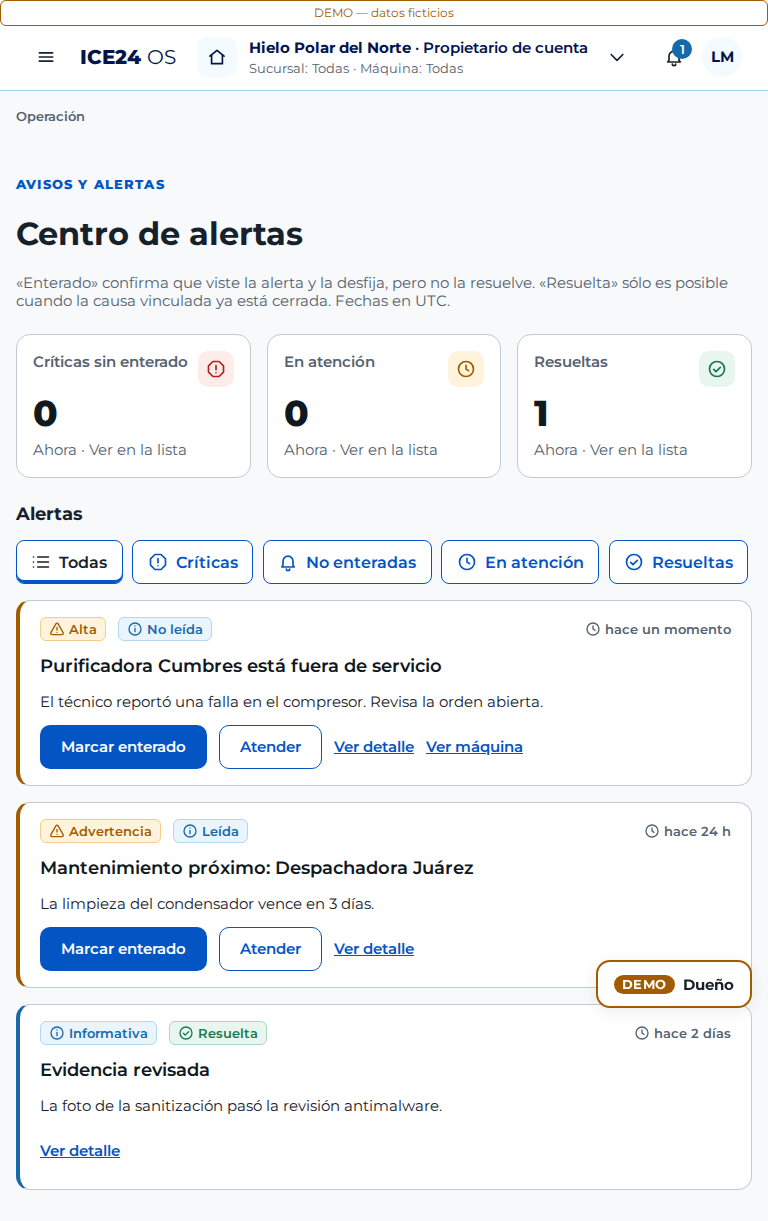 DEMO — datos ficticios
ICE24 OS
Hielo Polar del Norte · Propietario de cuenta
Sucursal: Todas · Máquina: Todas
1
LM
Operación
AVISOS Y ALERTAS
Centro de alertas
«Enterado» confirma que viste la alerta y la desfija, pero no la resuelve. «Resuelta» sólo es posible
cuando la causa vinculada ya está cerrada. Fechas en UTC.
Críticas sin enterado
0
Ahora · Ver en la lista
En atención
0
Ahora · Ver en la lista
Resueltas
1
Ahora · Ver en la lista
Alertas
Todas
Críticas
No enteradas
En atención
Resueltas
Alta
No leída
hace un momento
Purificadora Cumbres está fuera de servicio
El técnico reportó una falla en el compresor. Revisa la orden abierta.
Marcar enterado
Atender
Ver detalle
Ver máquina
Advertencia
Leída
hace 24 h
Mantenimiento próximo: Despachadora Juárez
La limpieza del condensador vence en 3 días.
Marcar enterado
Atender
Ver detalle
DEMO Dueño
Informativa
Resuelta
hace 2 días
Evidencia revisada
La foto de la sanitización pasó la revisión antimalware.
Ver detalle